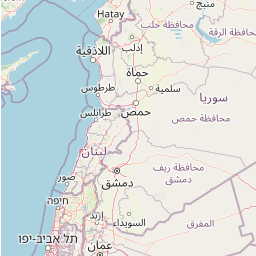 منبج
Hatay
محافظة حلب
محافظة الرقة
إدلب
اللاذقية
حماة
سلمية
طرطوس
سوريا
حمص
طرابلس
محافظة حمص
لبنان
محافظة ريف
دمشق
دمشق
صور
חיפה
إربد
السويداء
المفرق
תל אביב-יפו
عمان